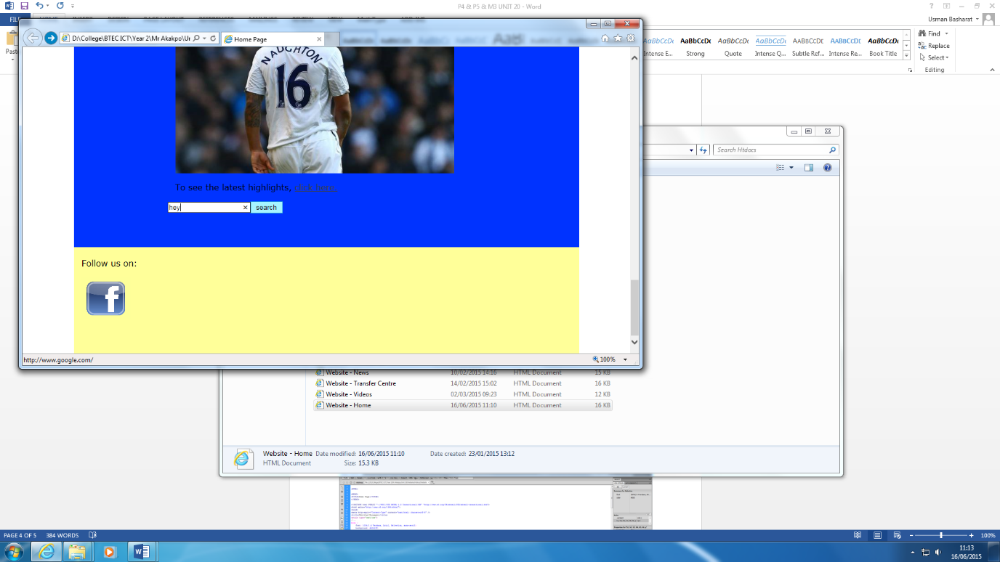 P4 & P5 & M3 UNIT 20 - Word
Usman Basharat
FILE
Paste
D:\College\BTEC ICT\Year 2\Mr Akakpo\Ur
Home Page
AaBbCcDc AaBbCcDc AaBbCcDc AaBbCcDc AaBbCcDc AaBbCcDc AaBbCcDc
Intense E... Strong Quote Intense Q... Subtle Ref... Intense Re... Book Title
Find
Replace
Select
Editing
NAUGHTON
16
To see the latest highlights, click here.
hey
search
Follow us on:
f
http://www.google.com/
100%
Search Htdocs
Website - News 10/02/2015 14:16 HTML Document 15 KB
Website - Transfer Centre 14/02/2015 15:02 HTML Document 16 KB
Website - Videos 02/03/2015 09:23 HTML Document 12 KB
Website - Home 16/06/2015 11:10 HTML Document 16 KB
Website - Home Date modified: 16/06/2015 11:10 Date created: 23/01/2015 13:12
HTML Document Size: 15.3 KB
PAGE 4 OF 5 384 WORDS
100%
11:13
16/06/2015